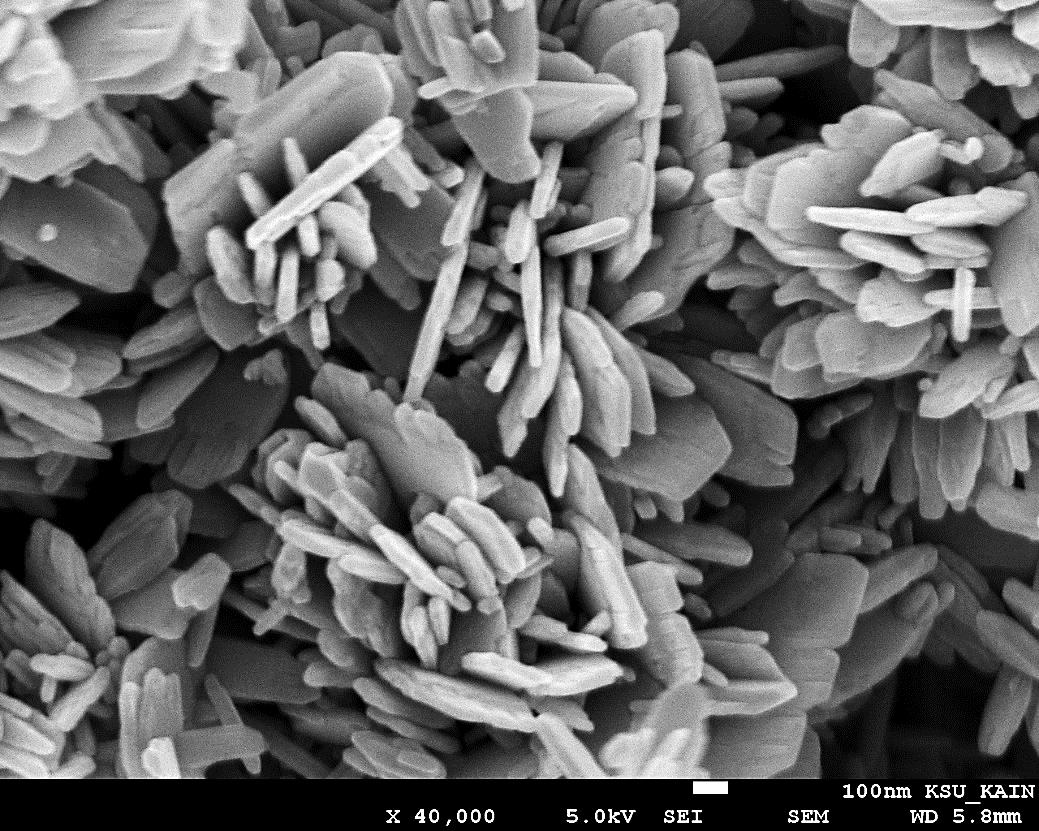 100nm KSU_KAIN
X 40,000 5.0kV SEI SEM WD 5.8mm